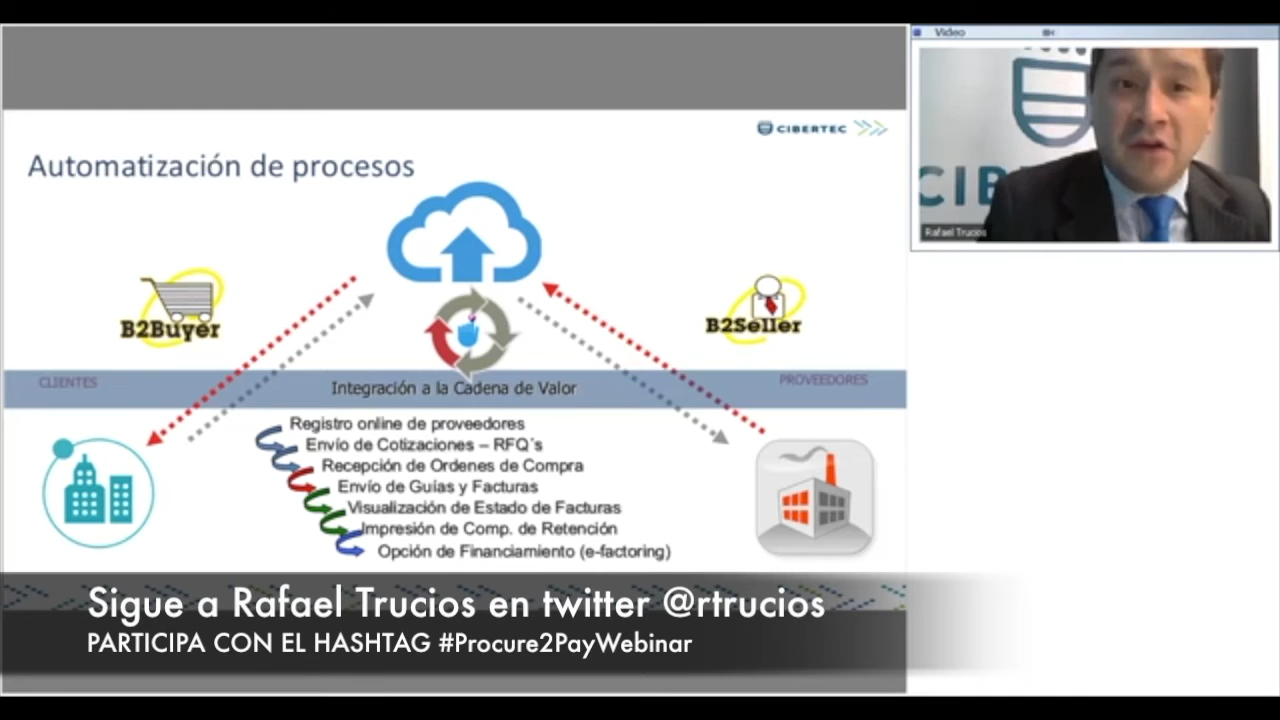 Video
CIBERTEC
Automatización de procesos
CIB
Rafael Trucios
B2Buyer
B2Seller
CLIENTES
Integración a la Cadena de Valor
PROVEEDORES
Registro online de proveedores
Envío de Cotizaciones – RFQ´s
Recepción de Ordenes de Compra
Envío de Guías y Facturas
Visualización de Estado de Facturas
Impresión de Comp. de Retención
Opción de Financiamiento (e-factoring)
Sigue a Rafael Trucios en twitter @rtrucios
PARTICIPA CON EL HASHTAG #Procure2PayWebinar